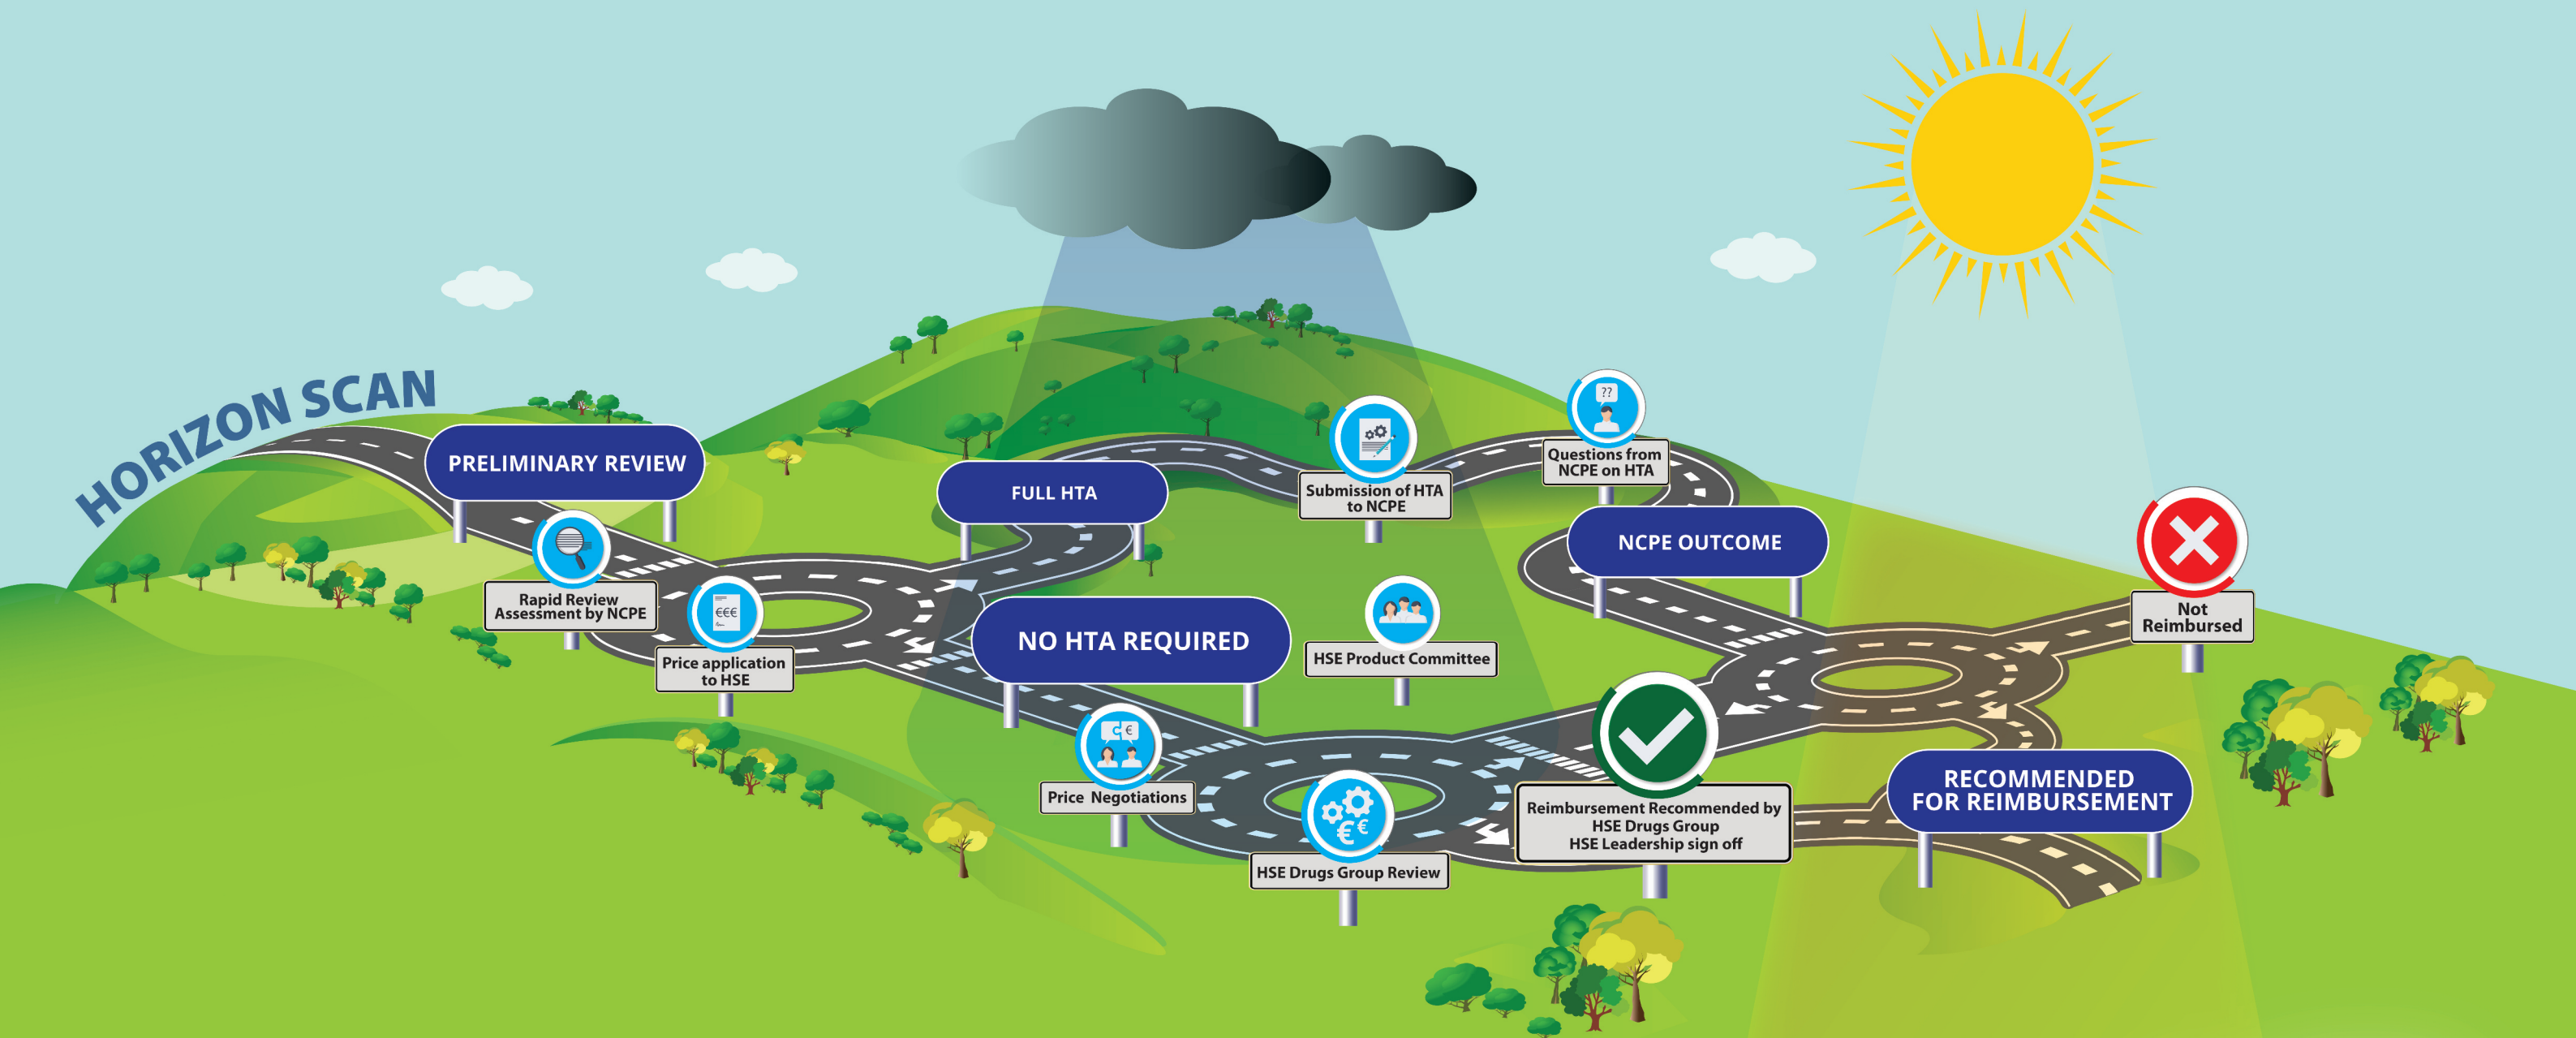 HORIZON SCAN
PRELIMINARY REVIEW
Rapid Review
Assessment by NCPE
€€€
Price application
to HSE
FULL HTA
Submission of HTA
to NCPE
??
Questions from
NCPE on HTA
NCPE OUTCOME
NO HTA REQUIRED
HSE Product Committee
C €
Price Negotiations
€ €
HSE Drugs Group Review
Reimbursement Recommended by
HSE Drugs Group
HSE Leadership sign off
Not
Reimbursed
RECOMMENDED
FOR REIMBURSEMENT